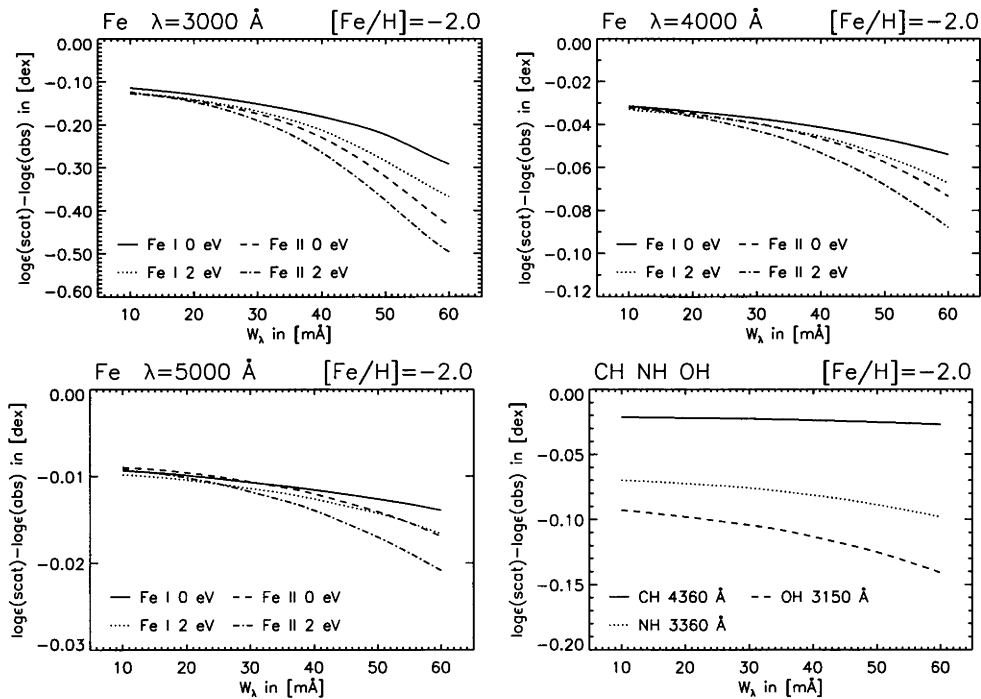 Fe λ=3000 Å [Fe/H]=−2.0
logϵ(scat)−logϵ(abs) in [dex]
0.00
−0.10
−0.20
−0.30
−0.40
−0.50
−0.60
Fe I 0 eV Fe II 0 eV
Fe I 2 eV Fe II 2 eV
10 20 30 40 50 60
Wλ in [mÅ]
Fe λ=4000 Å [Fe/H]=−2.0
logϵ(scat)−logϵ(abs) in [dex]
0.00
−0.02
−0.04
−0.06
−0.08
−0.10
−0.12
Fe I 0 eV Fe II 0 eV
Fe I 2 eV Fe II 2 eV
10 20 30 40 50 60
Wλ in [mÅ]
Fe λ=5000 Å [Fe/H]=−2.0
logϵ(scat)−logϵ(abs) in [dex]
0.00
−0.01
−0.02
−0.03
Fe I 0 eV Fe II 0 eV
Fe I 2 eV Fe II 2 eV
10 20 30 40 50 60
Wλ in [mÅ]
CH NH OH [Fe/H]=−2.0
logϵ(scat)−logϵ(abs) in [dex]
0.00
−0.05
−0.10
−0.15
−0.20
CH 4360 Å OH 3150 Å
NH 3360 Å
10 20 30 40 50 60
Wλ in [mÅ]